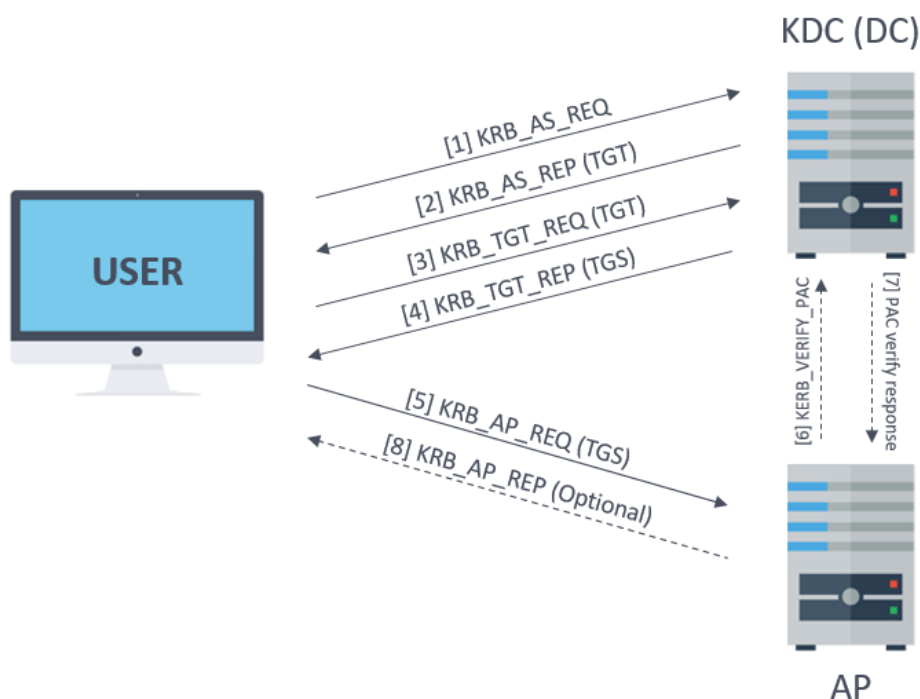 KDC (DC)
[1] KRB_AS_REQ
[2] KRB_AS_REP (TGT)
[3] KRB_TGT_REQ (TGT)
[4] KRB_TGT_REP (TGS)
USER
[5] KRB_AP_REQ (TGS)
[8] KRB_AP_REP (Optional)
[6] KERB_VERIFY_PAC
[7] PAC verify response
AP